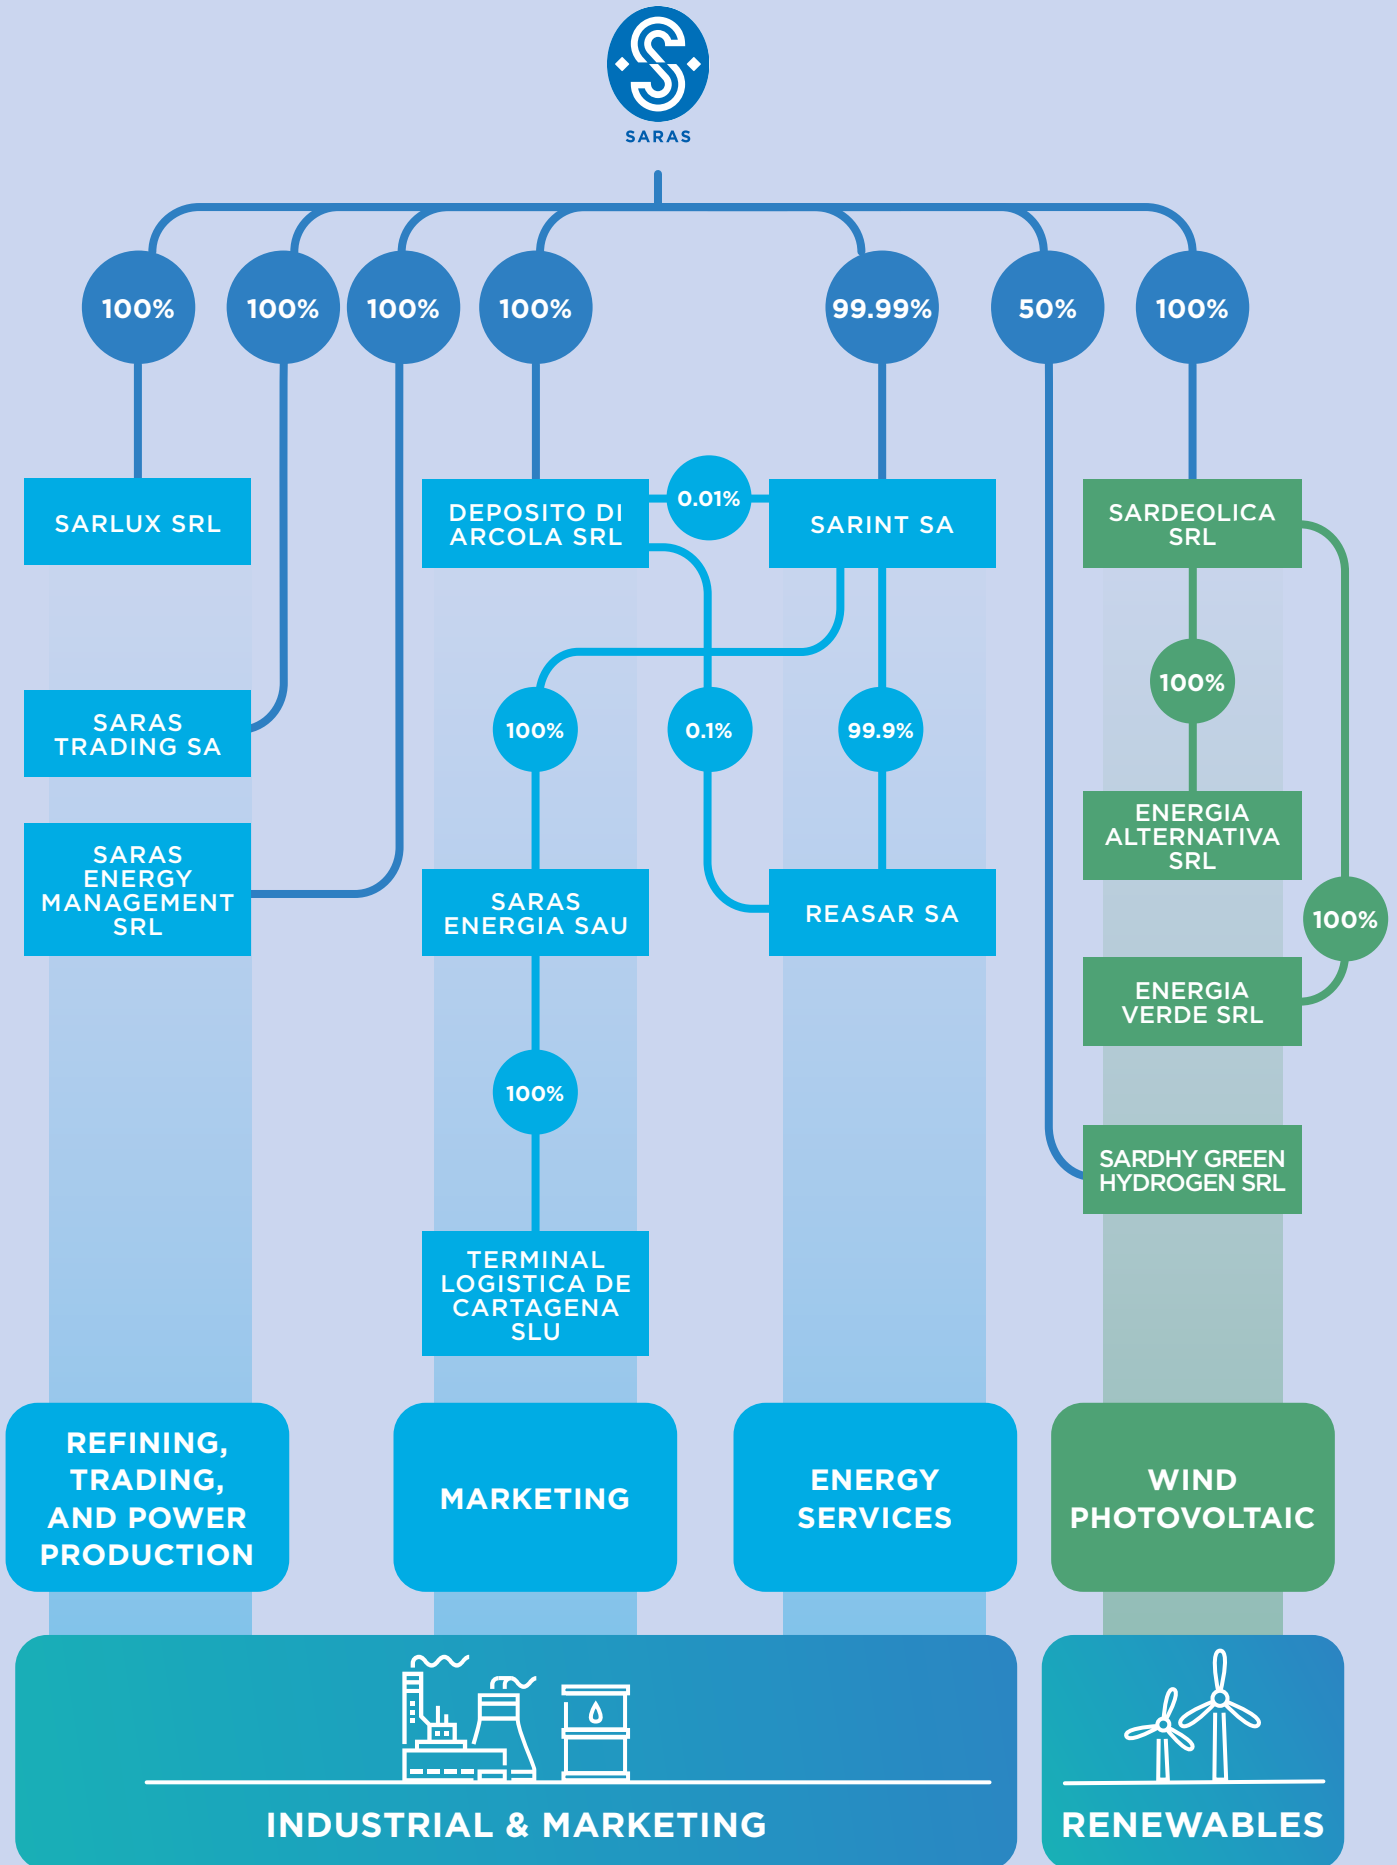 SARAS
100%
100%
100%
100%
99.99%
50%
100%
SARLUX SRL
DEPOSITO DI
ARCOLA SRL
0.01%
SARINT SA
SARDEOLICA
SRL
SARAS
TRADING SA
100%
0.1%
99.9%
100%
SARAS
ENERGY
MANAGEMENT
SRL
SARAS
ENERGIA SAU
REASAR SA
ENERGIA
ALTERNATIVA
SRL
100%
ENERGIA
VERDE SRL
100%
SARDHY GREEN
HYDROGEN SRL
TERMINAL
LOGISTICA DE
CARTAGENA
SLU
REFINING,
TRADING,
AND POWER
PRODUCTION
MARKETING
ENERGY
SERVICES
WIND
PHOTOVOLTAIC
INDUSTRIAL & MARKETING
RENEWABLES